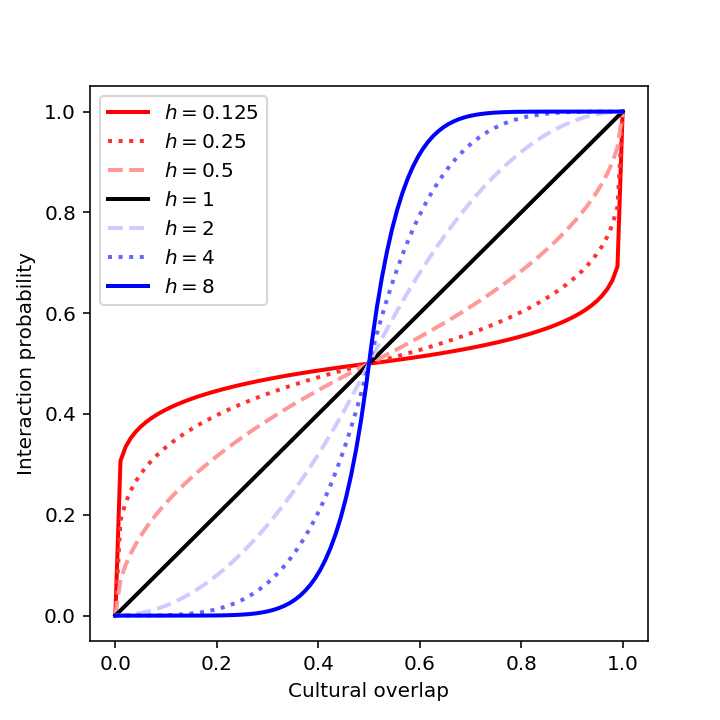 h = 0.125
h = 0.25
h = 0.5
h = 1
h = 2
h = 4
h = 8
1.0
0.8
0.6
0.4
0.2
0.0
Interaction probability
0.0 0.2 0.4 0.6 0.8 1.0
Cultural overlap